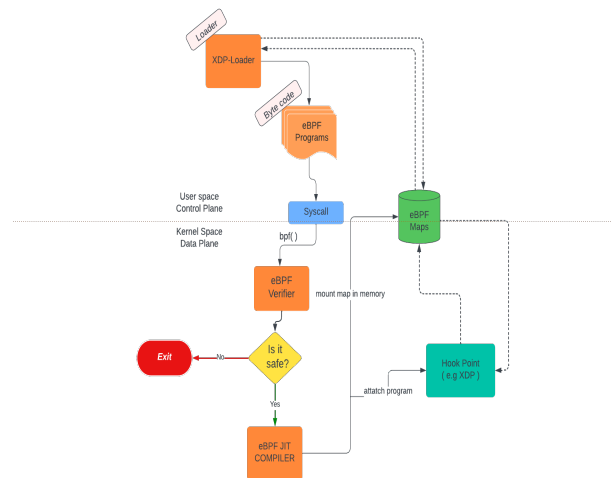 Loader
XDP-Loader
Byte code
eBPF
Programs
User space
Control Plane
Syscall
eBPF
Maps
Kernel Space
Data Plane
bpf( )
eBPF
Verifier
mount map in memory
Is it
safe?
No
Exit
Hook Point
( e.g XDP )
attatch program
Yes
eBPF JIT
COMPILER